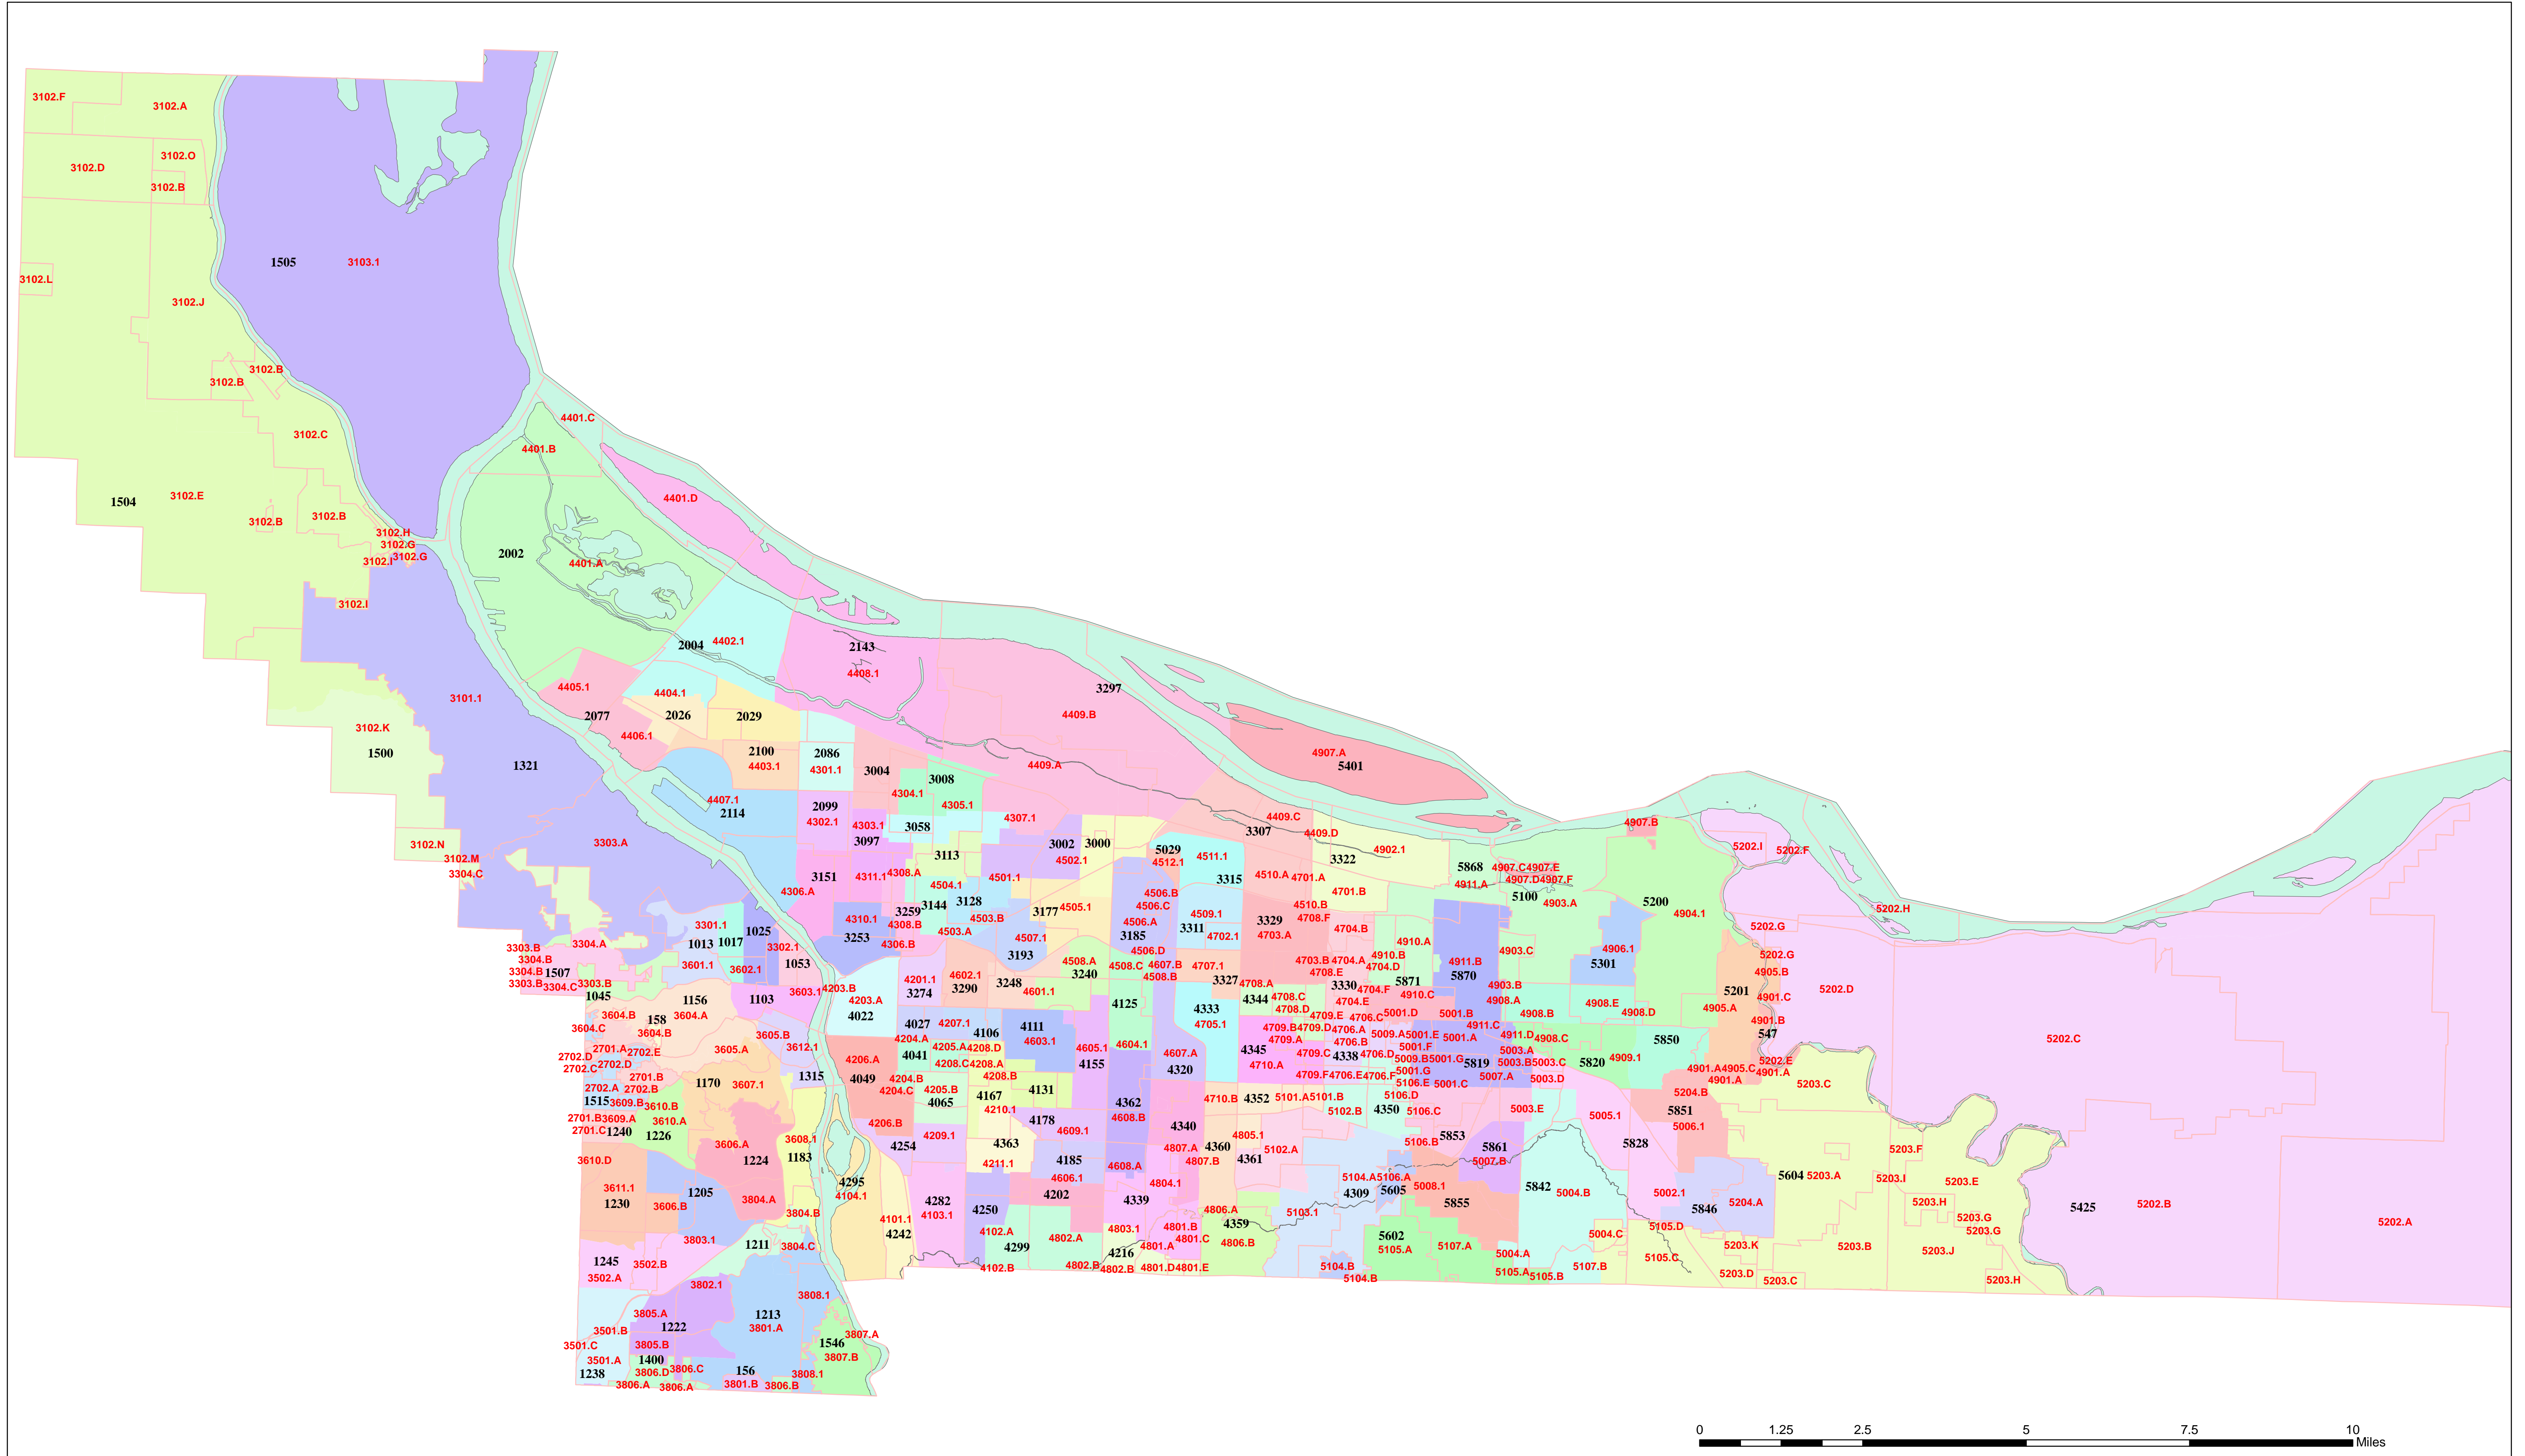 3102.F
3102.A
3102.D
3102.O
3102.B
1505
3103.1
3102.L
3102.J
3102.B
3102.B
4401.C
3102.C
4401.B
1504
3102.E
3102.B
3102.B
4401.D
3102.H
3102.G
3102.G
3102.I
2002
4401.A
3102.I
2004
4402.1
2143
4408.1
3101.1
4405.1
4404.1
3297
2077
2026
2029
4409.B
3102.K
1500
4406.1
2100
4403.1
2086
4301.1
1321
3004
3008
4409.A
4907.A
5401
4407.1
2114
2099
4302.1
4304.1
4305.1
4303.1
3097
3058
4307.1
4409.C
3307
4409.D
4907.B
3303.A
3102.N
3102.M
3304.C
3113
3002
3000
4502.1
5029
4512.1
4511.1
3322
4902.1
5202.I
5202.F
3151
4311.1
4308.A
4306.A
4504.1
4501.1
3315
4510.A
4701.A
4701.B
5868
4911.A
4907.C
4907.E
4907.D
4907.F
5100
4903.A
5200
4904.1
3259
3144
3128
4503.B
3177
4505.1
4506.B
4506.C
4506.A
4509.1
4510.B
4708.F
5202.H
3301.1
1013
1017
1025
3302.1
1053
4310.1
3253
4308.B
4306.B
4503.A
4507.1
3193
3185
3311
4702.1
3329
4703.A
4704.B
4910.A
5202.G
3303.B
3304.A
3304.B
3304.B
1507
3303.B
3304.C
3303.B
3601.1
3602.1
4506.D
4508.A
3240
4508.C
4607.B
4508.B
4707.1
3327
4703.B
4704.A
4708.E
4910.B
4704.D
5871
4911.B
5870
4903.C
4906.1
5301
5202.G
4905.B
1045
1156
3604.A
1103
3603.1
4203.B
4203.A
4022
4201.1
3274
4602.1
3290
3248
4601.1
4125
4333
4705.1
4708.A
4344
4708.C
4708.D
3330
4704.F
4704.E
4910.C
4903.B
4908.A
4908.B
4908.E
4908.D
5201
4905.A
4901.C
5202.D
5202.C
158
3604.B
3604.B
3604.C
3605.B
3612.1
4027
4207.1
4106
4111
4603.1
4204.A
4709.E
4706.C
5001.D
5001.B
4911.C
4901.B
547
2701.A
2702.D
2702.E
2702.C
2702.D
2701.B
3605.A
4205.A
4208.D
4041
4208.C
4208.A
4208.B
4605.1
4155
4604.1
4607.A
4320
4709.B
4709.D
4709.A
4345
4709.C
4710.A
4706.A
4706.B
4338
4706.D
5009.A
5001.E
5001.F
5009.B
5001.G
5001.A
4911.D
4908.C
5003.A
5003.B
5003.C
5819
5820
4909.1
5850
5202.E
4901.A
4905.C
4901.A
4901.A
1170
3607.1
1315
4206.A
4049
4204.B
4204.C
4205.B
4065
4167
4210.1
4131
4709.F
4706.E
4706.F
5001.G
5106.E
5001.C
5007.A
5003.D
5203.C
5204.B
2702.A
2702.B
1515
3609.B
3610.B
3610.A
4362
4608.B
4710.B
4352
5101.A
5101.B
5102.B
5106.D
4350
5106.C
5003.E
5005.1
5851
5006.1
2701.B
3609.A
2701.C
1240
1226
4206.B
4178
4609.1
4340
3606.A
3608.1
4254
4209.1
4363
4211.1
4807.A
4360
4805.1
4361
5102.A
5106.B
5853
5861
5007.B
5828
5203.F
3610.D
3611.1
1230
1224
1183
4185
4606.1
4608.A
4807.B
4804.1
5104.A
5106.A
4309
5605
5008.1
5855
5842
5004.B
5002.1
5204.A
5846
5604
5203.A
5203.I
5203.E
1205
3606.B
3804.A
4295
4104.1
4202
4339
4282
4103.1
4250
5203.H
5425
5202.B
5202.A
3804.B
4101.1
4242
4102.A
4299
4802.A
4803.1
4216
4801.B
4801.C
4801.A
4806.A
4359
4806.B
5103.1
5602
5105.A
5107.A
5004.A
5004.C
5105.D
5105.C
5203.K
5203.B
5203.G
5203.G
5203.J
3803.1
1211
3804.C
1245
3502.A
3502.B
4102.B
4802.B
4802.B
4801.D
4801.E
5104.B
5104.B
5105.A
5105.B
5107.B
5203.D
5203.C
5203.H
3802.1
3808.1
1213
3801.A
3805.A
1222
3501.B
3501.C
3805.B
1546
3807.A
3807.B
3501.A
1238
1400
3806.D
3806.C
156
3808.1
3806.A
3806.A
3801.B
3806.B
0 1.25 2.5 5 7.5 10
Miles